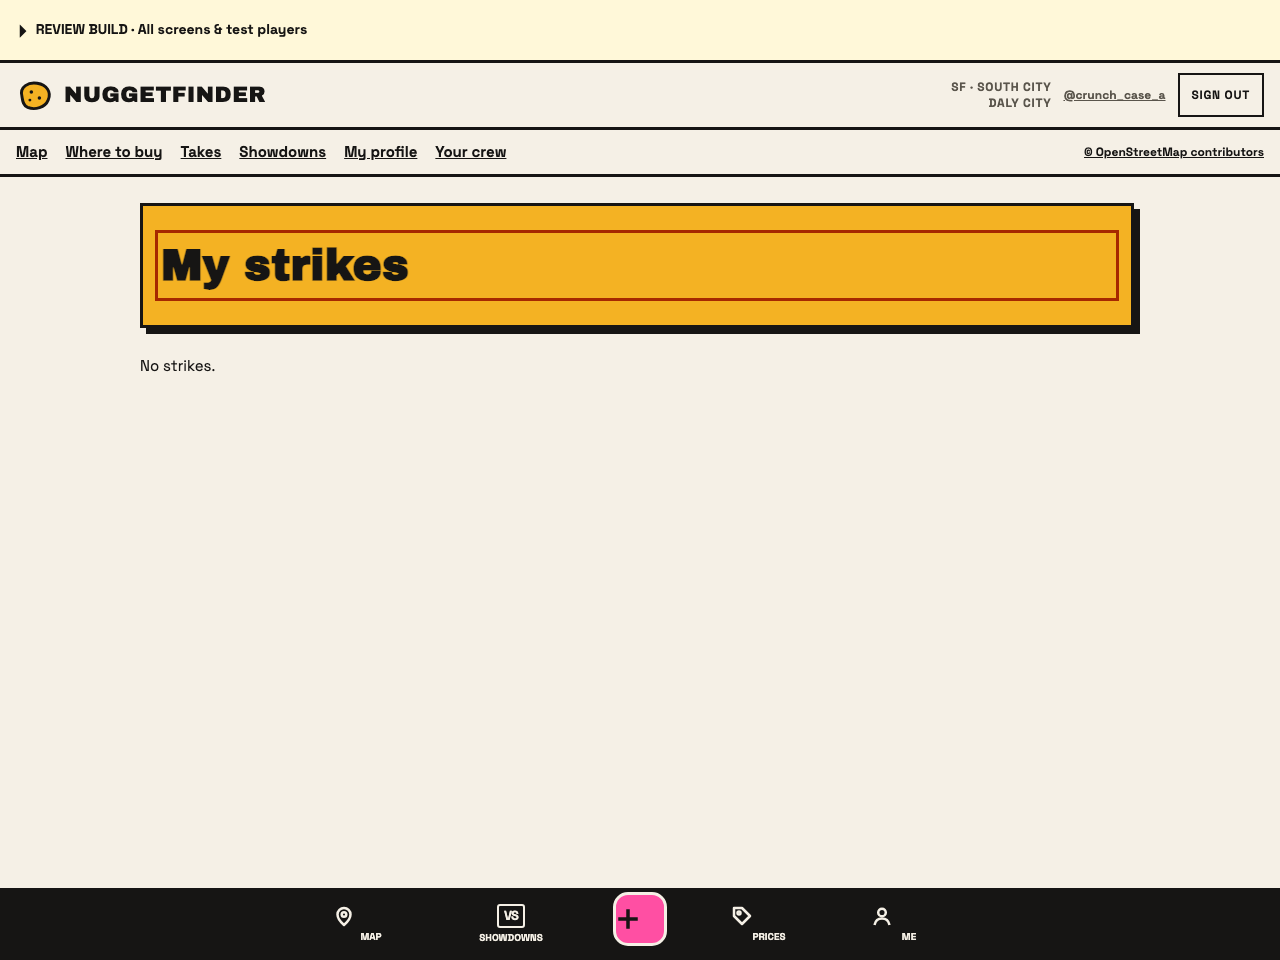 REVIEW BUILD · All screens & test players
NUGGETFINDER
SF · SOUTH CITY
DALY CITY
@crunch_case_a
SIGN OUT
Map
Where to buy
Takes
Showdowns
My profile
Your crew
© OpenStreetMap contributors
My strikes
No strikes.
MAP
VS
SHOWDOWNS
+
PRICES
ME